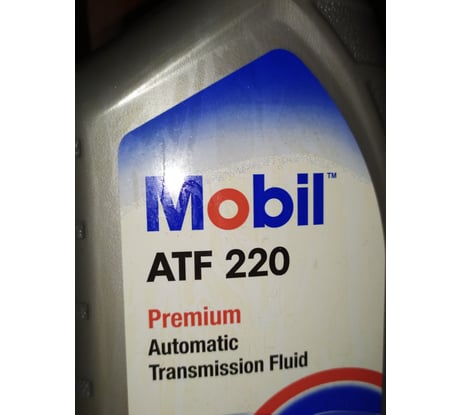 Mobil™
ATF 220
Premium
Automatic
Transmission Fluid